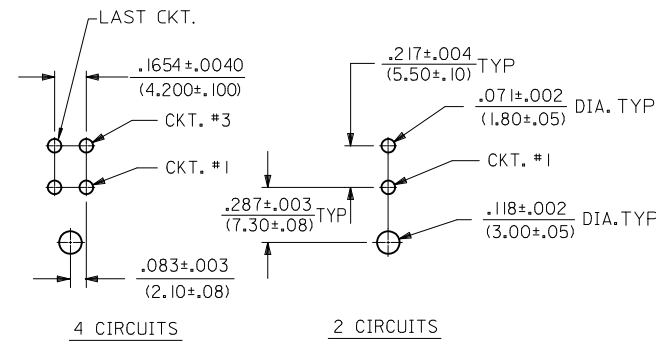 LAST CKT.
.1654±.0040
(4.200±.100)
CKT. #3
CKT. #1
.083±.003
(2.10±.08)
4 CIRCUITS
.217±.004
(5.50±.10) TYP
.071±.002
(1.80±.05) DIA. TYP
CKT. #1
.287±.003
(7.30±.08) TYP
.118±.002
(3.00±.05) DIA. TYP
2 CIRCUITS